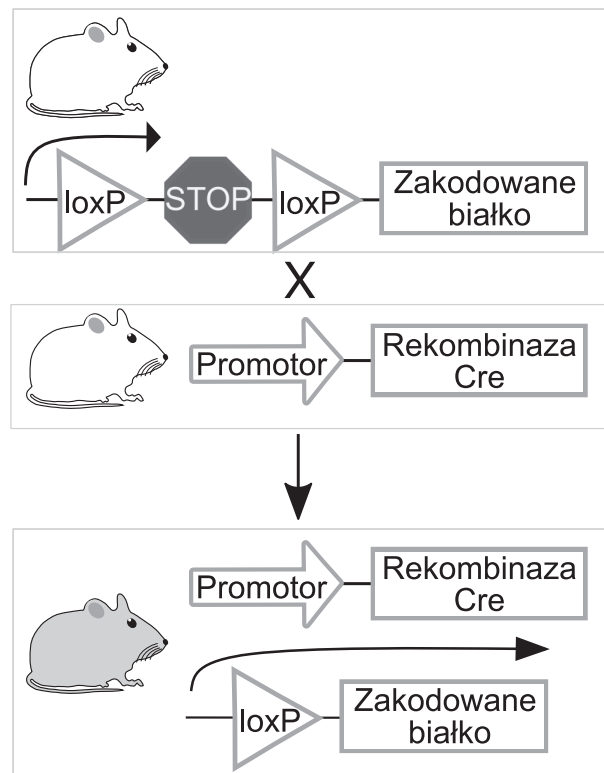 loxP STOP loxP Zakodowane
białko
X
Promotor Rekombinaza
Cre
Promotor Rekombinaza
Cre
loxP Zakodowane
białko